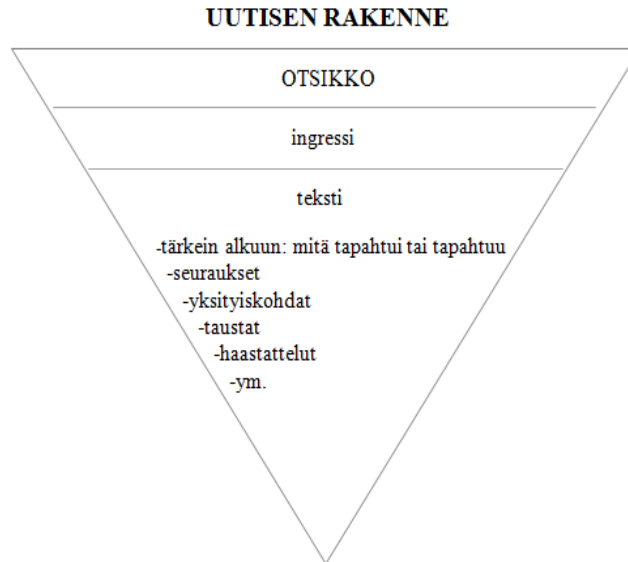 UUTISEN RAKENNE
OTSIKKO
ingressi
teksti
-tärkein alkuun: mitä tapahtui tai tapahtuu
-seuraukset
-yksityiskohdat
-taustat
-haastattelut
-ym.